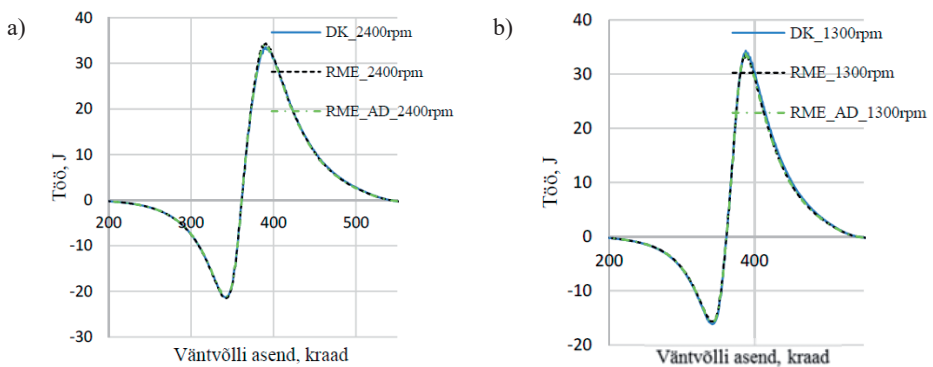 a)
40
30
20
10
0
-10
-20
-30
200
300
400
500
Töö, J
Väntvõlli asend, kraad
DK_2400rpm
RME_2400rpm
RME_AD_2400rpm
b)
40
30
20
10
0
-10
-20
200
400
Töö, J
Väntvõlli asend, kraad
DK_1300rpm
RME_1300rpm
RME_AD_1300rpm